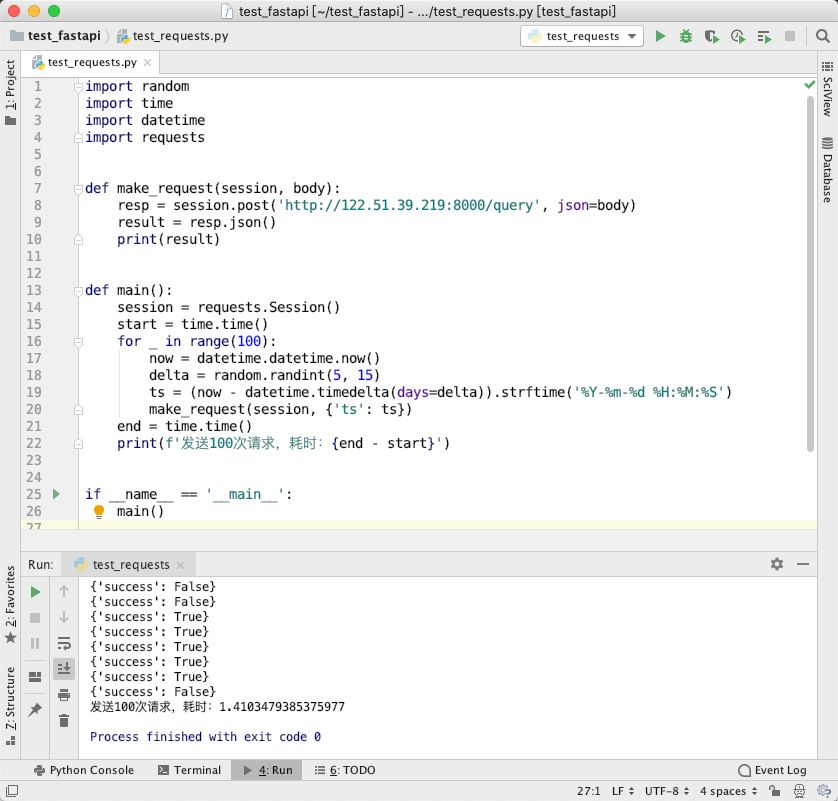 test_fastapi [~/test_fastapi] - .../test_requests.py [test_fastapi]
test_fastapi test_requests.py test_requests
1: Project
test_requests.py
SciView
Database
1 import random
2 import time
3 import datetime
4 import requests
5
6
7 def make_request(session, body):
8     resp = session.post('http://122.51.39.219:8000/query', json=body)
9     result = resp.json()
10     print(result)
11
12
13 def main():
14     session = requests.Session()
15     start = time.time()
16     for _ in range(100):
17         now = datetime.datetime.now()
18         delta = random.randint(5, 15)
19         ts = (now - datetime.timedelta(days=delta)).strftime('%Y-%m-%d %H:%M:%S')
20         make_request(session, {'ts': ts})
21     end = time.time()
22     print(f'发送100次请求，耗时：{end - start}')
23
24
25 if __name__ == '__main__':
26     main()
27
Run: test_requests
2: Favorites
Z: Structure
{'success': False}
{'success': False}
{'success': True}
{'success': True}
{'success': True}
{'success': True}
{'success': True}
{'success': False}
发送100次请求，耗时：1.4103479385375977
Process finished with exit code 0
Python Console Terminal 4: Run 6: TODO Event Log
27:1 LF UTF-8 4 spaces